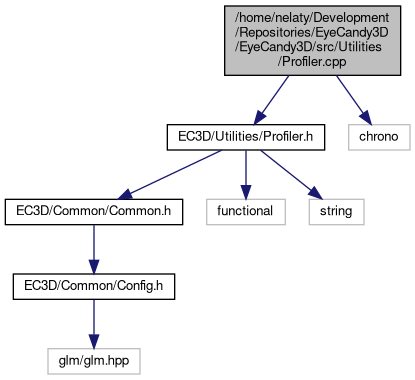 /home/nelaty/Development
/Repositories/EyeCandy3D
/EyeCandy3D/src/Utilities
/Profiler.cpp
EC3D/Utilities/Profiler.h
chrono
EC3D/Common/Common.h
functional
string
EC3D/Common/Config.h
glm/glm.hpp